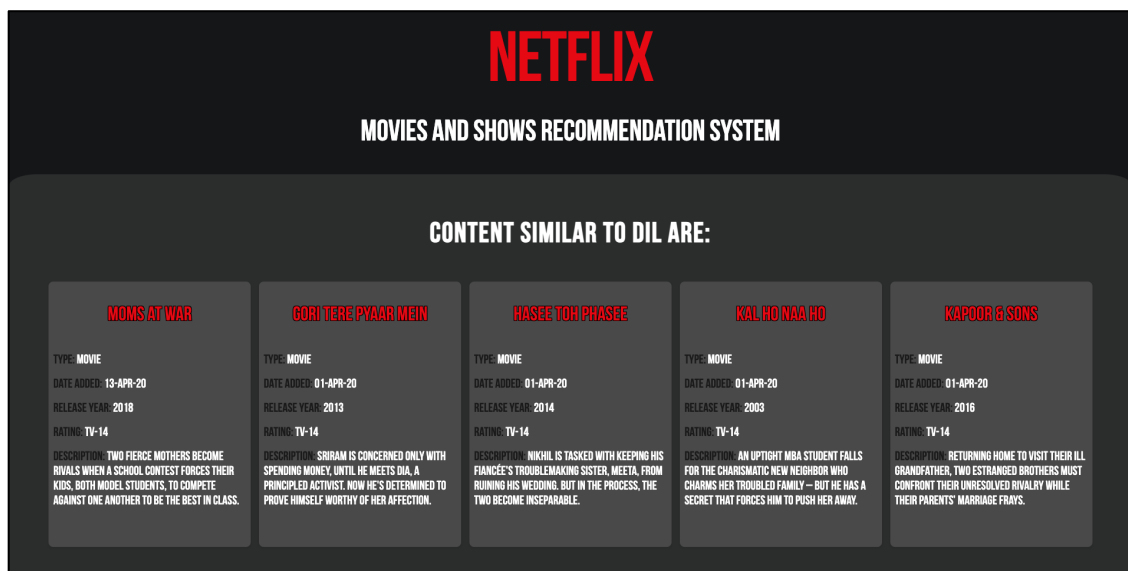 NETFLIX
MOVIES AND SHOWS RECOMMENDATION SYSTEM
CONTENT SIMILAR TO DIL ARE:
MOMS AT WAR
TYPE: MOVIE
DATE ADDED: 13-APR-20
RELEASE YEAR: 2018
RATING: TV-14
DESCRIPTION: TWO FIERCE MOTHERS BECOME
RIVALS WHEN A SCHOOL CONTEST FORCES THEIR
KIDS, BOTH MODEL STUDENTS, TO COMPETE
AGAINST ONE ANOTHER TO BE THE BEST IN CLASS.
GORI TERE PYAAR MEIN
TYPE: MOVIE
DATE ADDED: 01-APR-20
RELEASE YEAR: 2013
RATING: TV-14
DESCRIPTION: SRIRAM IS CONCERNED ONLY WITH
SPENDING MONEY, UNTIL HE MEETS DIA, A
PRINCIPLED ACTIVIST. NOW HE'S DETERMINED TO
PROVE HIMSELF WORTHY OF HER AFFECTION.
HASEE TOH PHASEE
TYPE: MOVIE
DATE ADDED: 01-APR-20
RELEASE YEAR: 2014
RATING: TV-14
DESCRIPTION: NIKHIL IS TASKED WITH KEEPING HIS
FIANCÉE'S TROUBLEMAKING SISTER, MEETA, FROM
RUINING HIS WEDDING. BUT IN THE PROCESS, THE
TWO BECOME INSEPARABLE.
KAL HO NAA HO
TYPE: MOVIE
DATE ADDED: 01-APR-20
RELEASE YEAR: 2003
RATING: TV-14
DESCRIPTION: AN UPTIGHT MBA STUDENT FALLS
FOR THE CHARISMATIC NEW NEIGHBOR WHO
CHARMS HER TROUBLED FAMILY – BUT HE HAS A
SECRET THAT FORCES HIM TO PUSH HER AWAY.
KAPOOR & SONS
TYPE: MOVIE
DATE ADDED: 01-APR-20
RELEASE YEAR: 2016
RATING: TV-14
DESCRIPTION: RETURNING HOME TO VISIT THEIR ILL
GRANDFATHER, TWO ESTRANGED BROTHERS MUST
CONFRONT THEIR UNRESOLVED RIVALRY WHILE
THEIR PARENTS' MARRIAGE FRAYS.